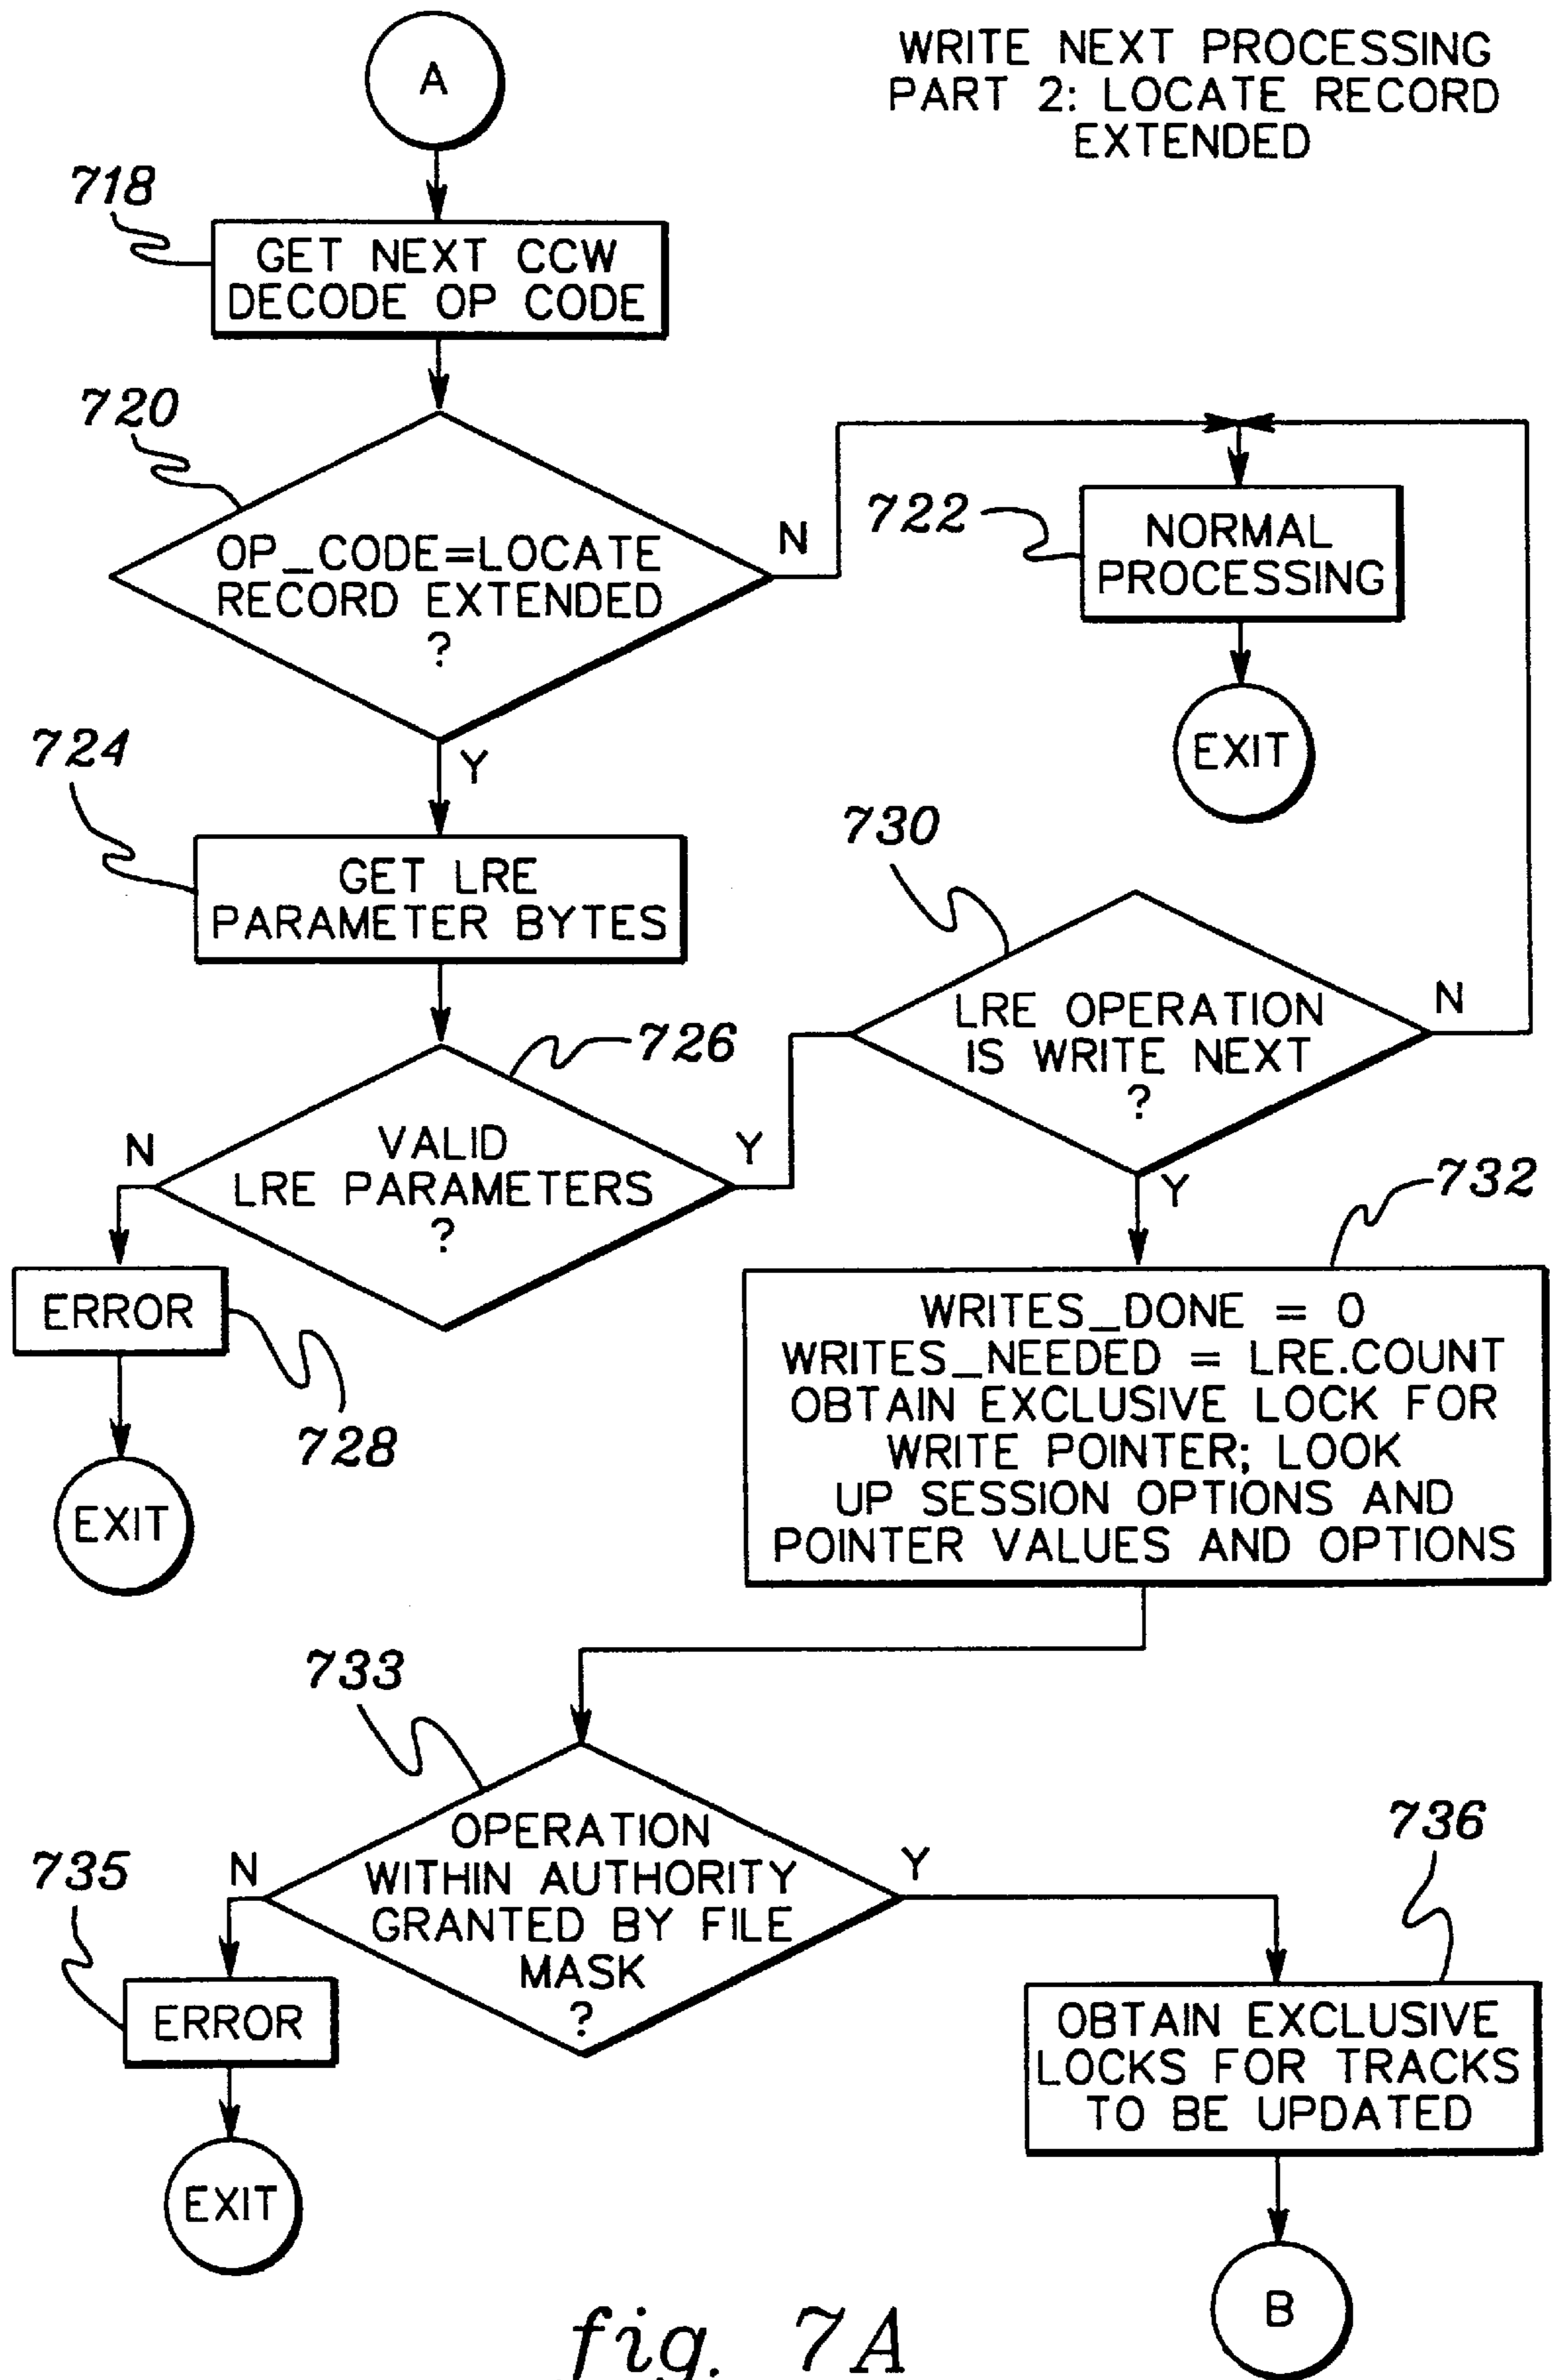 A
WRITE NEXT PROCESSING
PART 2: LOCATE RECORD
EXTENDED
718
GET NEXT CCW
DECODE OP CODE
720
OP_CODE=LOCATE
RECORD EXTENDED
?
N
Y
722
NORMAL
PROCESSING
EXIT
724
GET LRE
PARAMETER BYTES
726
VALID
LRE PARAMETERS
?
N
Y
ERROR
728
EXIT
730
LRE OPERATION
IS WRITE NEXT
?
N
Y
732
WRITES_DONE = 0
WRITES_NEEDED = LRE.COUNT
OBTAIN EXCLUSIVE LOCK FOR
WRITE POINTER; LOOK
UP SESSION OPTIONS AND
POINTER VALUES AND OPTIONS
733
OPERATION
WITHIN AUTHORITY
GRANTED BY FILE
MASK
?
N
Y
735
ERROR
EXIT
736
OBTAIN EXCLUSIVE
LOCKS FOR TRACKS
TO BE UPDATED
B
fig. 7A